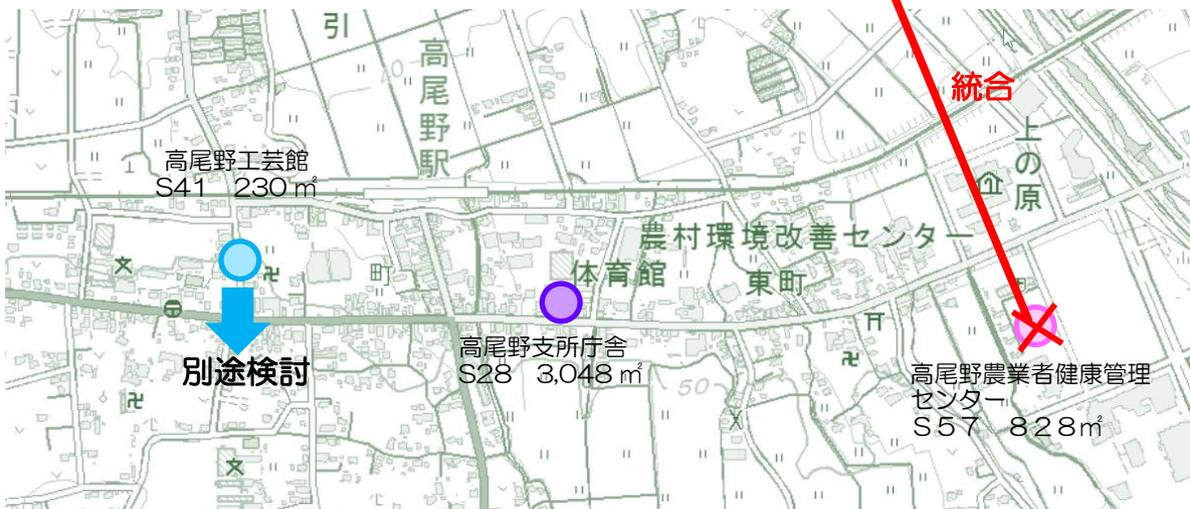 引
高尾野駅
10
統合
上の原
高尾野工芸館
S41 230㎡
農村環境改善センター
体育館
町
東町
別途検討
高尾野支所庁舎
S28 3,048㎡
50
高尾野農業者健康管理
センター
S57 828㎡